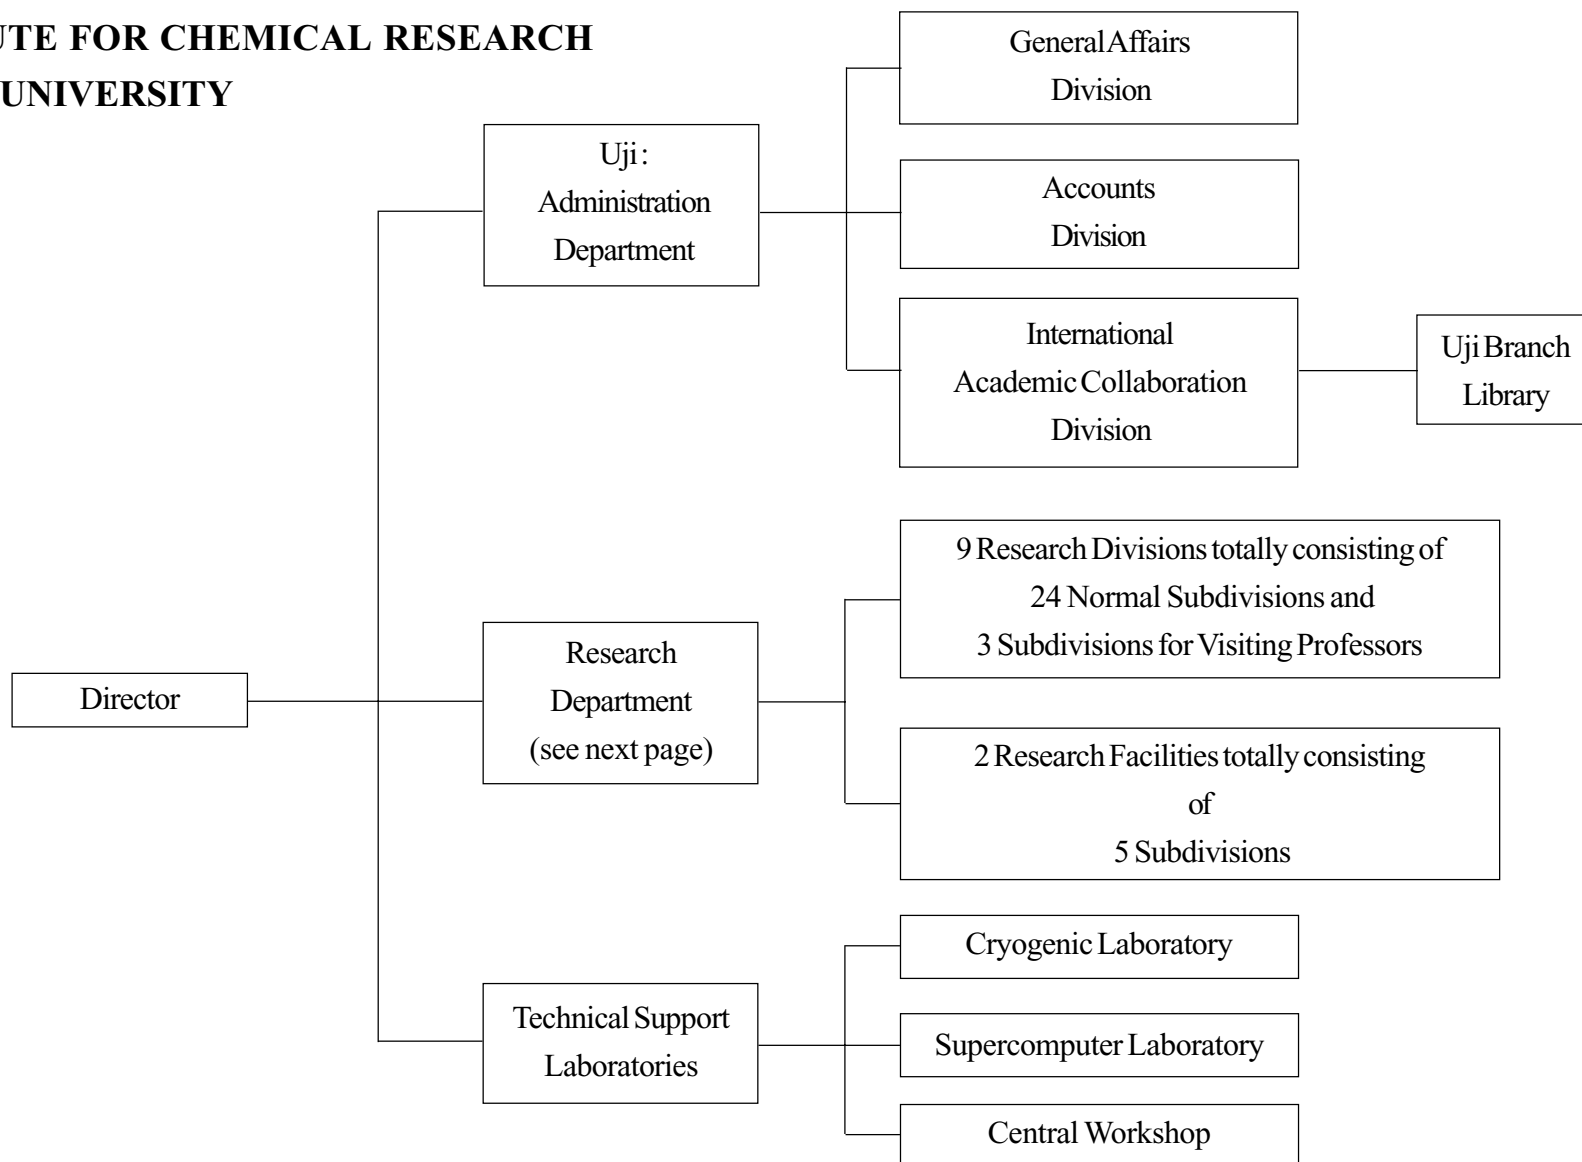 UTE FOR CHEMICAL RESEARCH
UNIVERSITY
General Affairs
Division
Uji :
Administration
Department
Accounts
Division
International
Academic Collaboration
Division
Uji Branch
Library
9 Research Divisions totally consisting of
24 Normal Subdivisions and
3 Subdivisions for Visiting Professors
Director
Research
Department
(see next page)
2 Research Facilities totally consisting
of
5 Subdivisions
Cryogenic Laboratory
Technical Support
Laboratories
Supercomputer Laboratory
Central Workshop